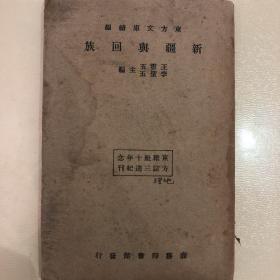 東方文庫續編
新疆與回族
王雲五
李聖五
主編
東方雜誌三十週年紀念刊
商務印書館發行